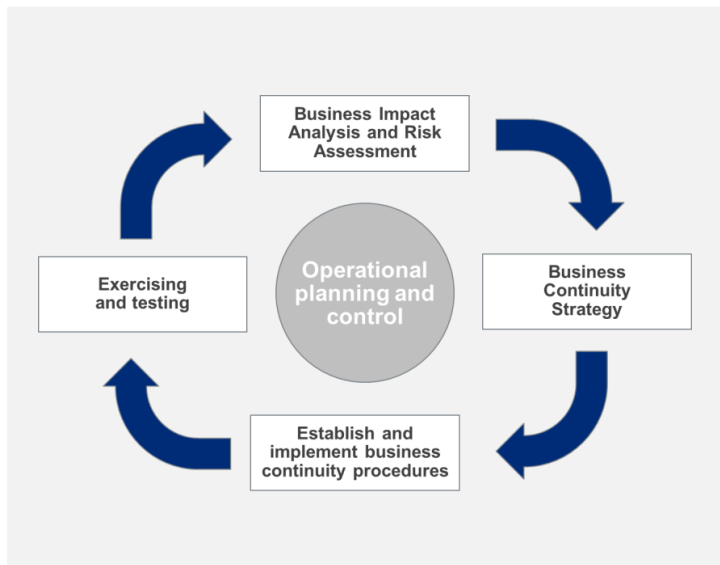 Business Impact
Analysis and Risk
Assessment
Exercising
and testing
Operational
planning and
control
Business
Continuity
Strategy
Establish and
implement business
continuity procedures